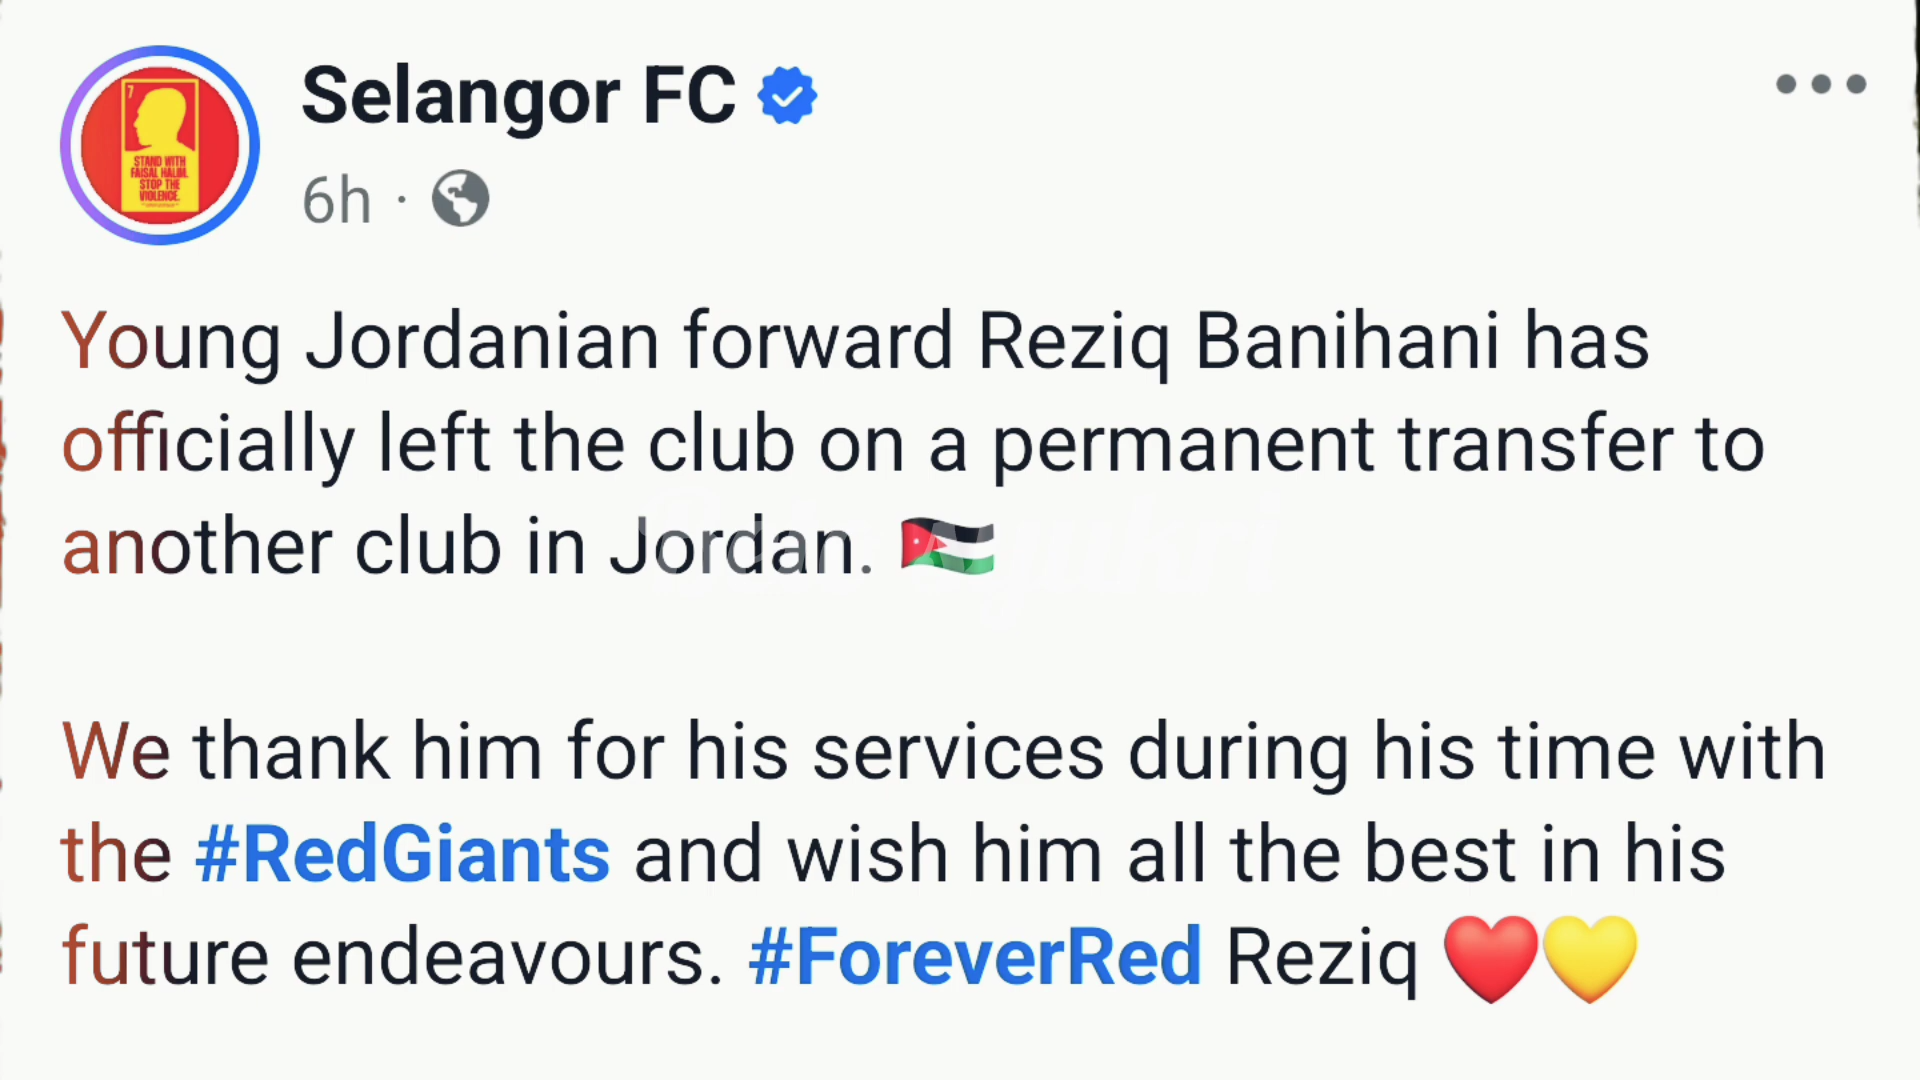 Selangor FC
6h ·
7
STAND WITH
FAISAL HALIM.
STOP THE
VIOLENCE.
Young Jordanian forward Reziq Banihani has
officially left the club on a permanent transfer to
another club in Jordan. 🇯🇴
We thank him for his services during his time with
the #RedGiants and wish him all the best in his
future endeavours. #ForeverRed Reziq ❤️💛